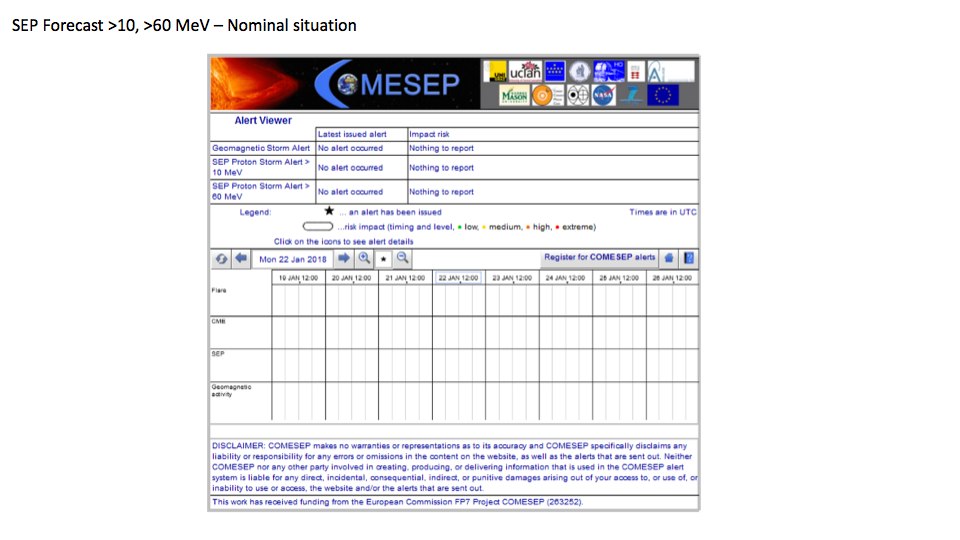 SEP Forecast >10, >60 MeV – Nominal situation
COMESEP
UNI
GRAZ
uclan
HO
MASON
NASA
Alert Viewer
Latest issued alert Impact risk
Geomagnetic Storm Alert No alert occurred Nothing to report
SEP Proton Storm Alert >
10 MeV
No alert occurred Nothing to report
SEP Proton Storm Alert >
60 MeV
No alert occurred Nothing to report
Legend: ★ ... an alert has been issued Times are in UTC
...risk impact (timing and level, • low, • medium, • high, • extreme)
Click on the icons to see alert details
Mon 22 Jan 2018 Register for COMESEP alerts ?
19 JAN 12:00 20 JAN 12:00 21 JAN 12:00 22 JAN 12:00 23 JAN 12:00 24 JAN 12:00 25 JAN 12:00 26 JAN 12:00
Flare
CME
SEP
Geomagnetic
activity
DISCLAIMER: COMESEP makes no warranties or representations as to its accuracy and COMESEP specifically disclaims any
liability or responsibility for any errors or omissions in the content on the website, as well as the alerts that are sent out. Neither
COMESEP nor any other party involved in creating, producing, or delivering information that is used in the COMESEP alert
system is liable for any direct, incidental, consequential, indirect, or punitive damages arising out of your access to, or use of, or
inability to use or access, the website and/or the alerts that are sent out.
This work has received funding from the European Commission FP7 Project COMESEP (263252).